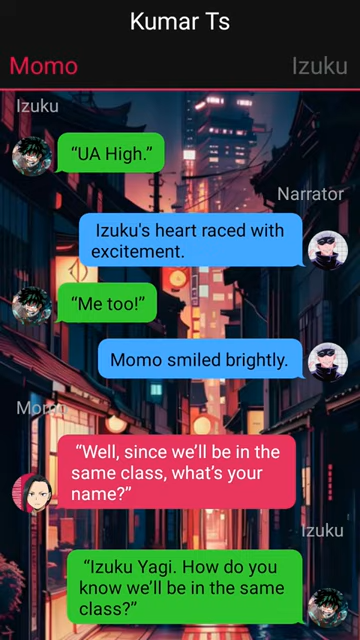 Kumar Ts
Momo
Izuku
Izuku
“UA High.”
Narrator
Izuku's heart raced with
excitement.
“Me too!”
Momo smiled brightly.
Momo
“Well, since we’ll be in the
same class, what’s your
name?”
Izuku
“Izuku Yagi. How do you
know we’ll be in the same
class?”